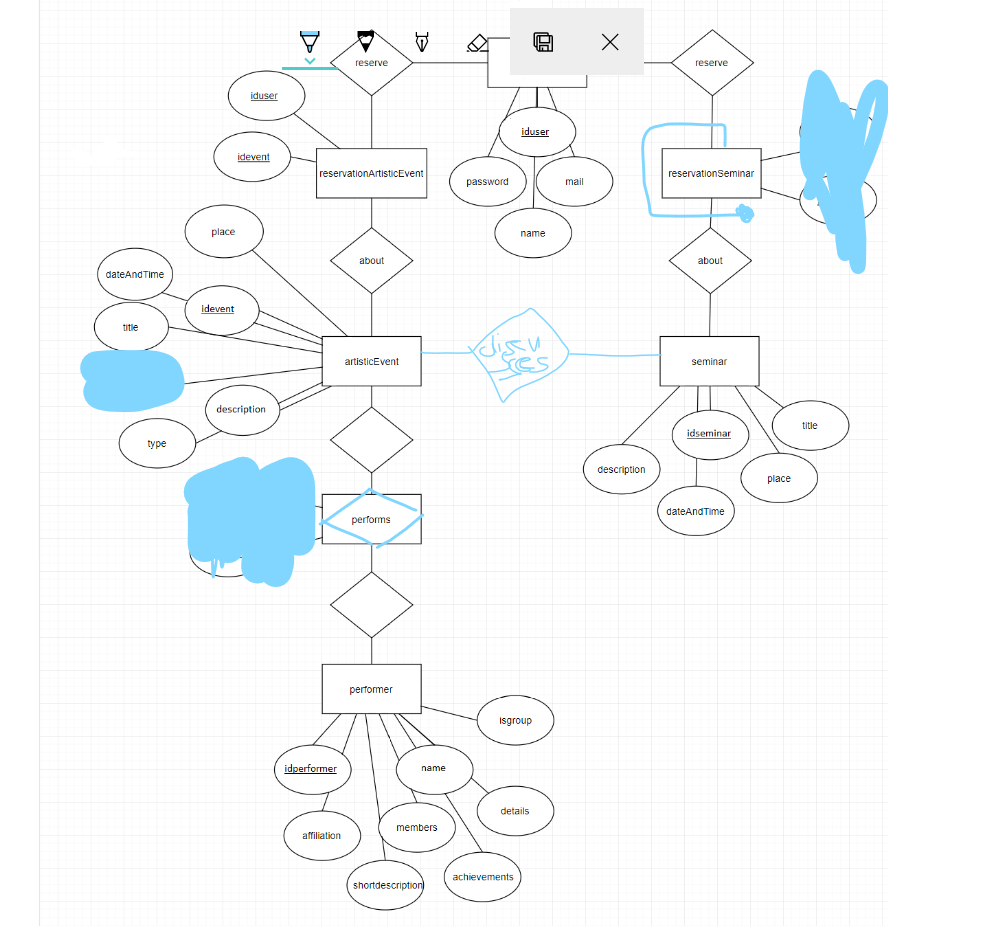 reserve
reserve
iduser
iduser
idevent
reservationArtisticEvent
reservationSeminar
password
mail
place
name
about
about
dateAndTime
idevent
title
discusses
artisticEvent
seminar
description
title
type
idseminar
description
place
dateAndTime
performs
performer
isgroup
idperformer
name
details
affiliation
members
shortdescription
achievements